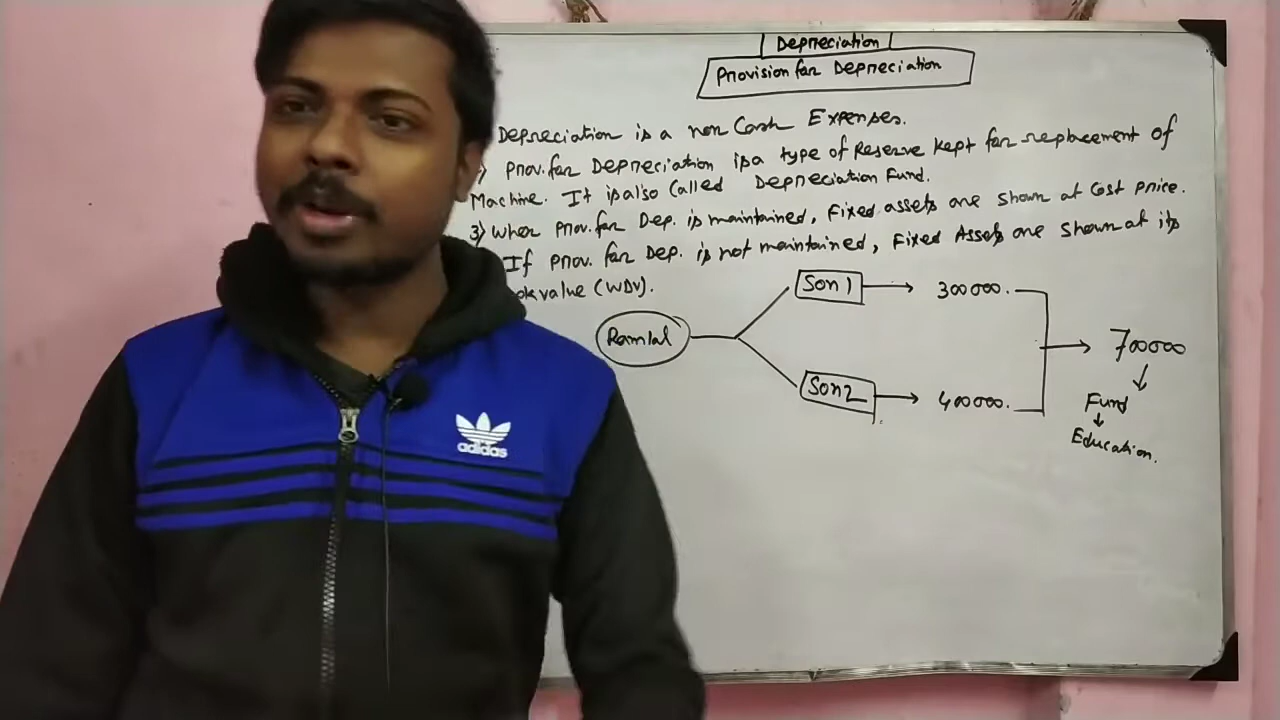 Depreciation
Provision for Depreciation
Depreciation is a non Cash Expenses.
) Prov. for Depreciation is a type of Reserve kept for replacement of
Machine. It is also Called Depreciation Fund.
3) When Prov. for Dep. is maintained, Fixed assets are shown at Cost price.
If prov. for Dep. is not maintained, Fixed Assets are shown at its
value (WDV).
Son 1 300000.
Ramlal 700000
Son 2 400000. Fund
Education.
adidas